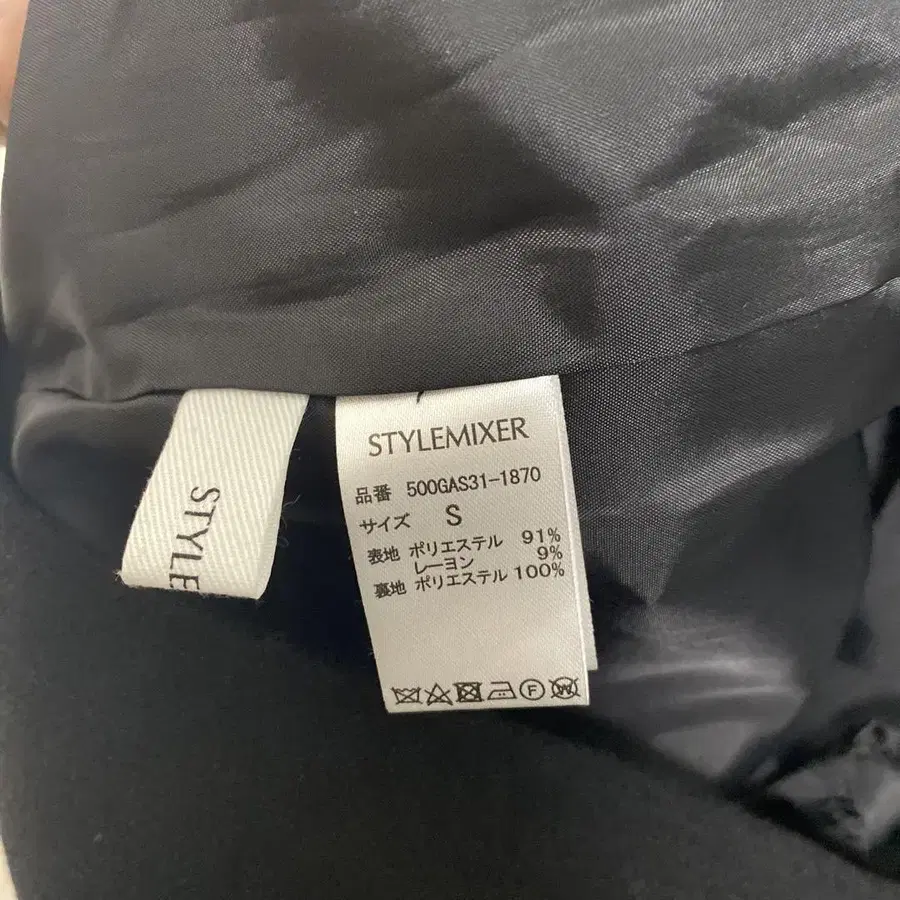 STYLE
STYLEMIXER
品番 500GAS31-1870
サイズ S
表地 ポリエステル 91%
レーヨン 9%
裏地 ポリエステル 100%
F
W